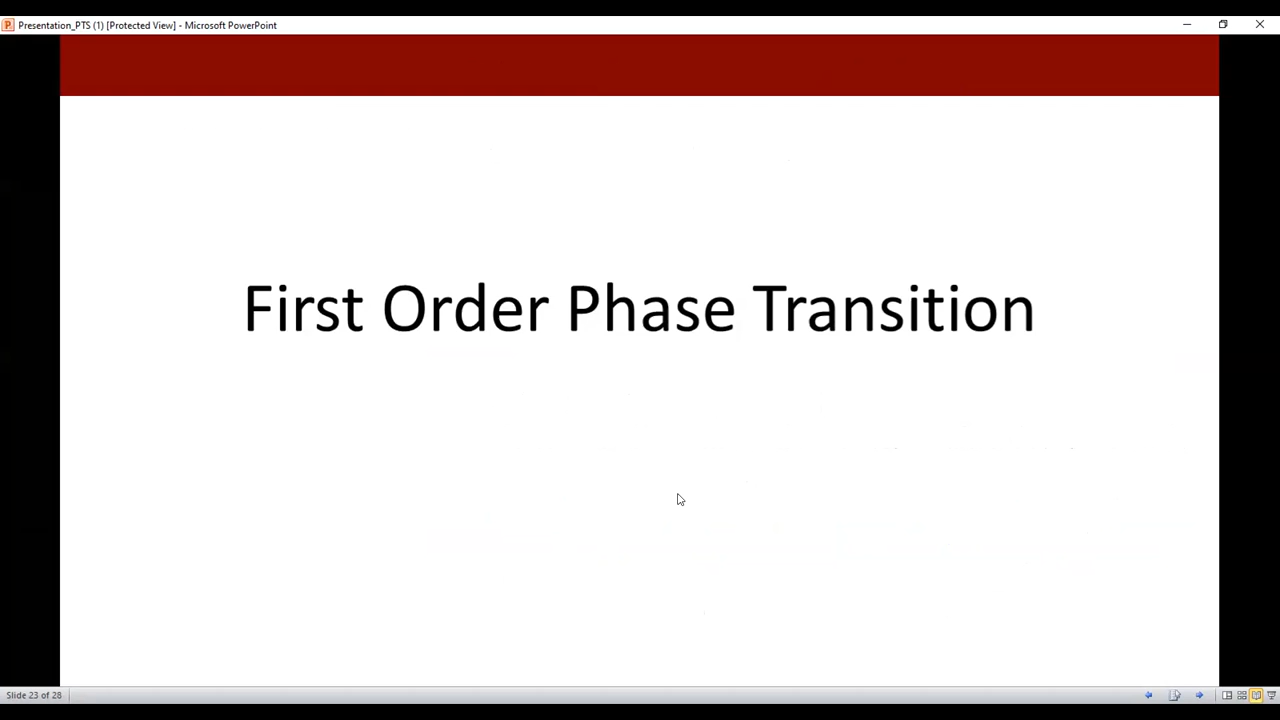 Presentation_PTS (1) [Protected View] - Microsoft PowerPoint
First Order Phase Transition
Slide 23 of 28